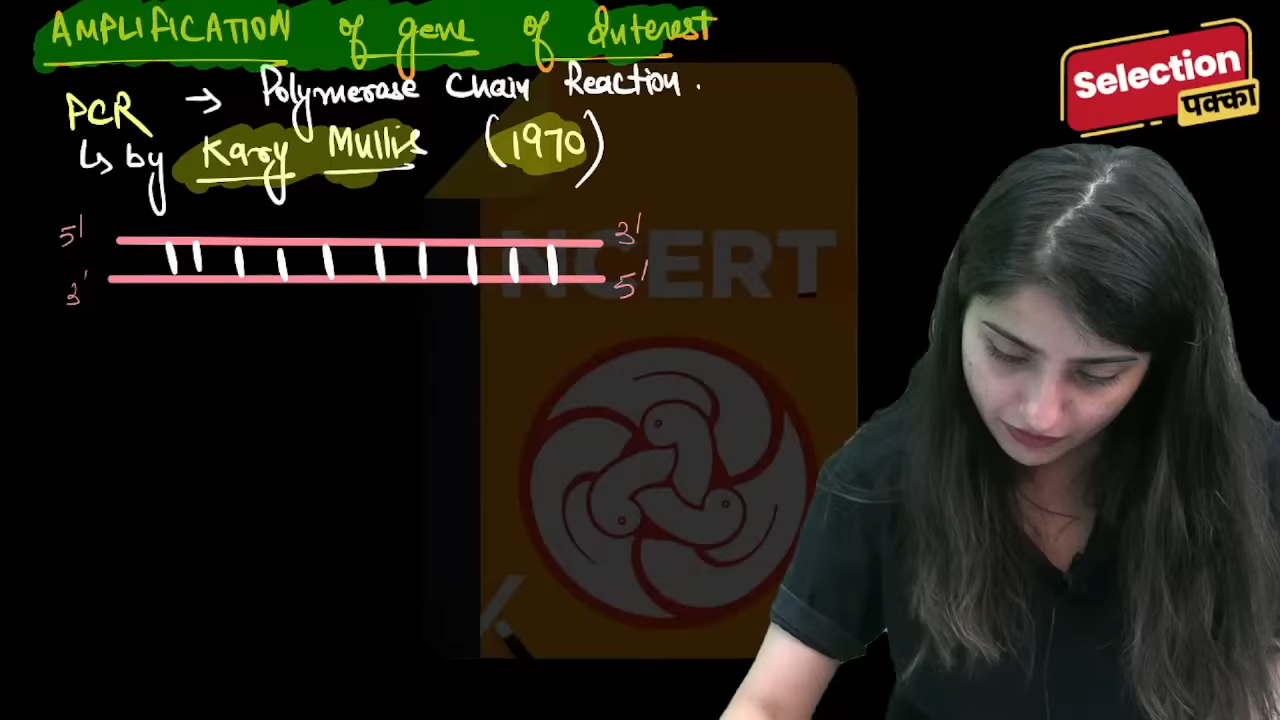 AMPLIFICATION of gene of Interest
PCR → Polymerase Chain Reaction.
↳ by Kary Mullis (1970)
5' 3'
3' 5'
NCERT
Selection
पक्का